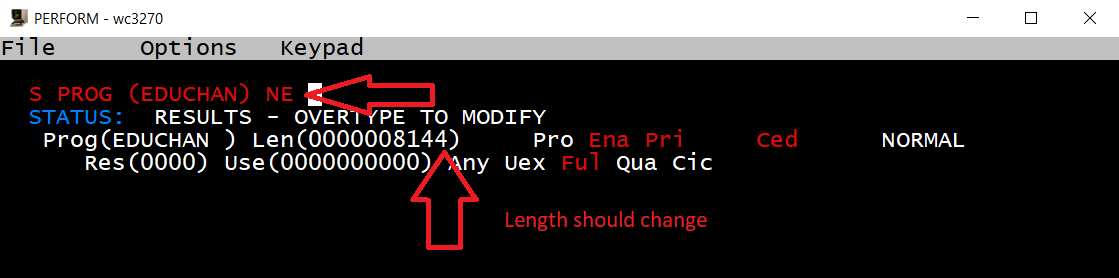 PERFORM - wc3270
File Options Keypad
S PROG (EDUCHAN) NE
STATUS: RESULTS - OVERTYPE TO MODIFY
Prog(EDUCHAN ) Len(0000008144) Pro Ena Pri Ced NORMAL
Res(0000) Use(0000000000) Any Uex Ful Qua Cic
Length should change